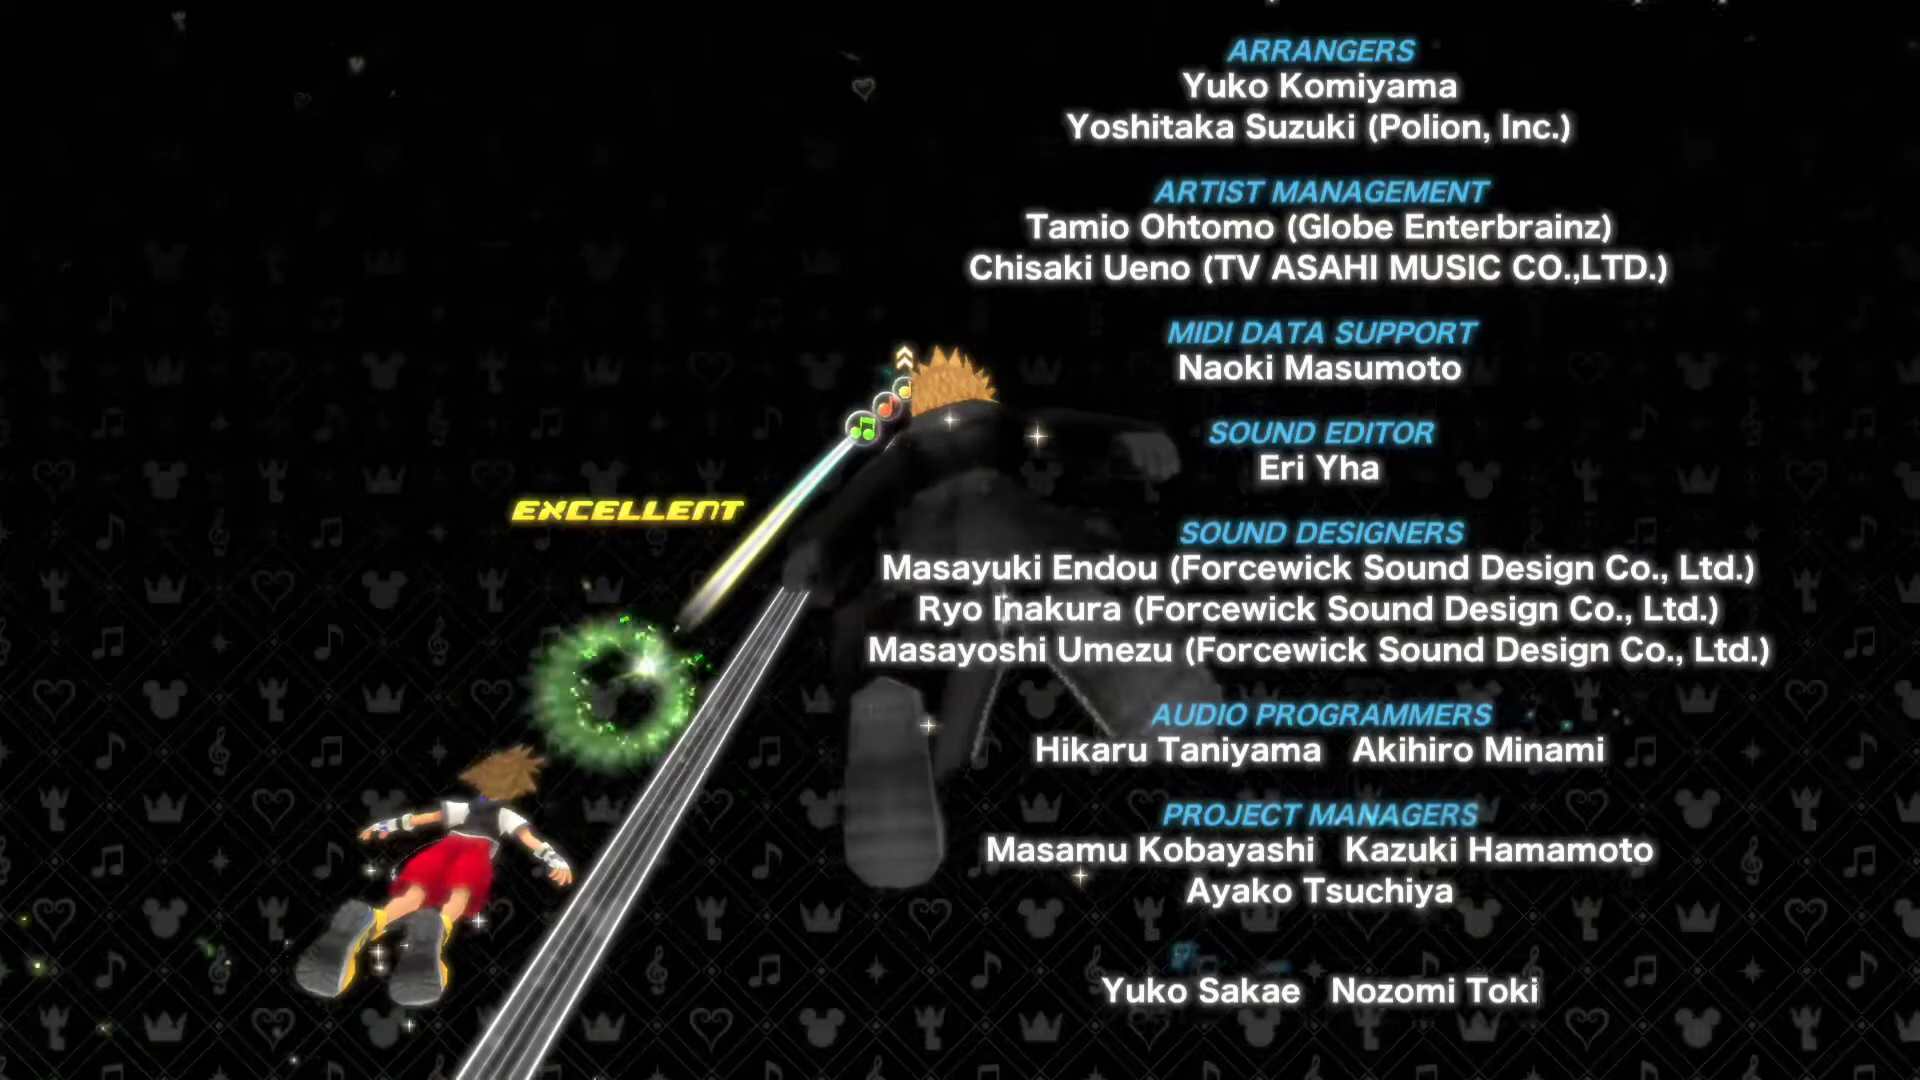 ARRANGERS
Yuko Komiyama
Yoshitaka Suzuki (Polion, Inc.)
ARTIST MANAGEMENT
Tamio Ohtomo (Globe Enterbrainz)
Chisaki Ueno (TV ASAHI MUSIC CO.,LTD.)
MIDI DATA SUPPORT
Naoki Masumoto
SOUND EDITOR
Eri Yha
EXCELLENT
SOUND DESIGNERS
Masayuki Endou (Forcewick Sound Design Co., Ltd.)
Ryo Inakura (Forcewick Sound Design Co., Ltd.)
Masayoshi Umezu (Forcewick Sound Design Co., Ltd.)
AUDIO PROGRAMMERS
Hikaru Taniyama Akihiro Minami
PROJECT MANAGERS
Masamu Kobayashi Kazuki Hamamoto
Ayako Tsuchiya
Yuko Sakae Nozomi Toki